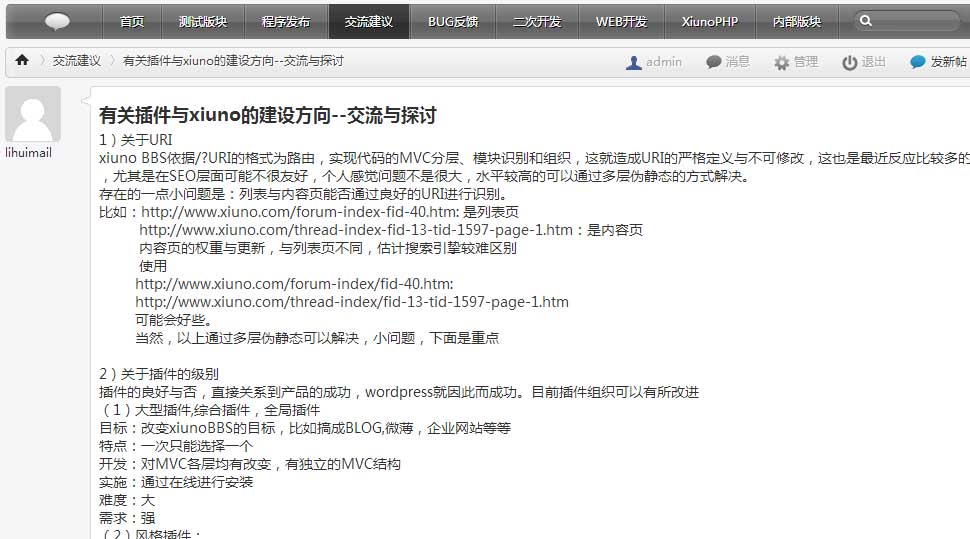 首页 测试版块 程序发布 交流建议 BUG反馈 二次开发 WEB开发 XiunoPHP 内部版块
交流建议 有关插件与xiuno的建设方向--交流与探讨 admin 消息 管理 退出 发新帖
lihuimail
有关插件与xiuno的建设方向--交流与探讨
1）关于URI
xiuno BBS依据/?URI的格式为路由，实现代码的MVC分层、模块识别和组织，这就造成URI的严格定义与不可修改，这也是最近反应比较多的
，尤其是在SEO层面可能不很友好，个人感觉问题不是很大，水平较高的可以通过多层伪静态的方式解决。
存在的一点小问题是：列表与内容页能否通过良好的URI进行识别。
比如：http://www.xiuno.com/forum-index-fid-40.htm: 是列表页
http://www.xiuno.com/thread-index-fid-13-tid-1597-page-1.htm：是内容页
内容页的权重与更新，与列表页不同，估计搜索引挚较难区别
使用
http://www.xiuno.com/forum-index/fid-40.htm:
http://www.xiuno.com/thread-index/fid-13-tid-1597-page-1.htm
可能会好些。
当然，以上通过多层伪静态可以解决，小问题，下面是重点
2）关于插件的级别
插件的良好与否，直接关系到产品的成功，wordpress就因此而成功。目前插件组织可以有所改进
（1）大型插件,综合插件，全局插件
目标：改变xiunoBBS的目标，比如搞成BLOG,微薄，企业网站等等
特点：一次只能选择一个
开发：对MVC各层均有改变，有独立的MVC结构
实施：通过在线进行安装
难度：大
需求：强
（2）风格插件：